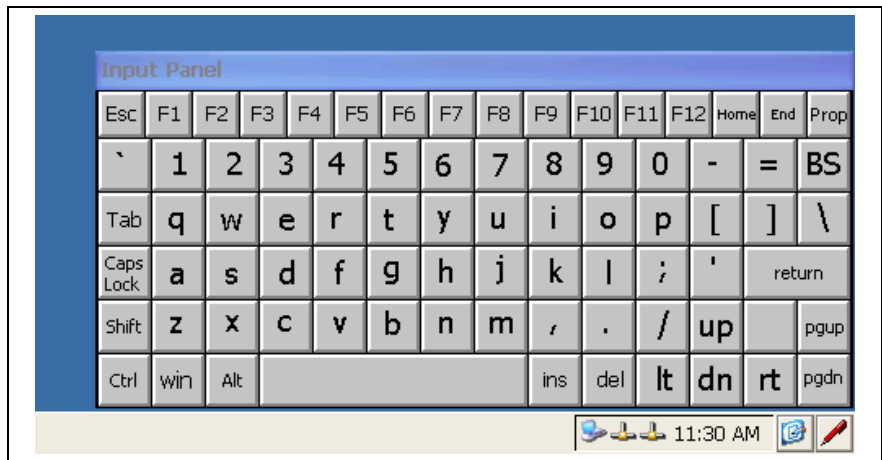 Input Panel
Esc F1 F2 F3 F4 F5 F6 F7 F8 F9 F10 F11 F12 Home End Prop
` 1 2 3 4 5 6 7 8 9 0 - = BS
Tab q w e r t y u i o p [ ] \
Caps Lock a s d f g h j k l ; ' return
Shift z x c v b n m , . / up pgup
Ctrl win Alt ins del lt dn rt pgdn
11:30 AM